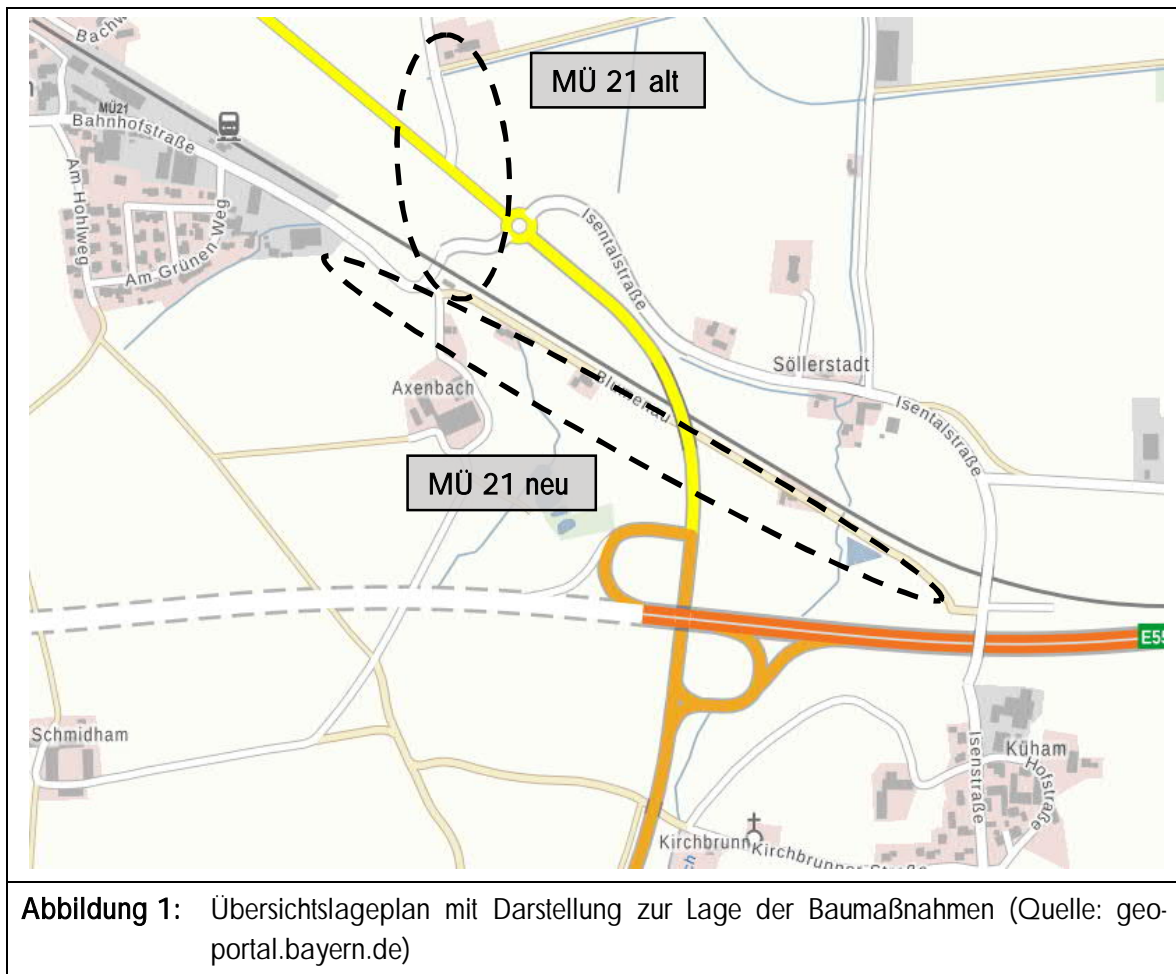 Bachw
MÜ 21 alt
MÜ21
Bahnhofstraße
Am Hohlweg
Am Grünen Weg
Isentalstraße
Söllerstadt
Axenbach
Blumenau
Isentalstraße
MÜ 21 neu
E55
Schmidham
Küham
Hofstraße
Isenstraße
Kirchbrunn
Kirchbrunner Straße
Abbildung 1: Übersichtslageplan mit Darstellung zur Lage der Baumaßnahmen (Quelle: geo-
portal.bayern.de)